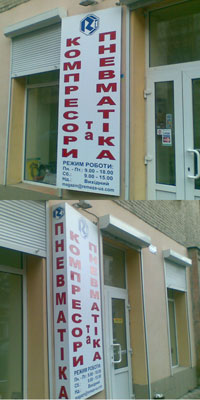 КОМПРЕСОРИ
та
ПНЕВМАТІКА
РЕЖИМ РОБОТИ:
Пн. - Пт.: 9.00 - 18.00
Сб.: 9.00 - 15.00
Нд.: Вихідний
ПНЕВМАТІКА
КОМПРЕСОРИ
та
ПНЕВМАТІКА
РЕЖИМ РОБОТИ: